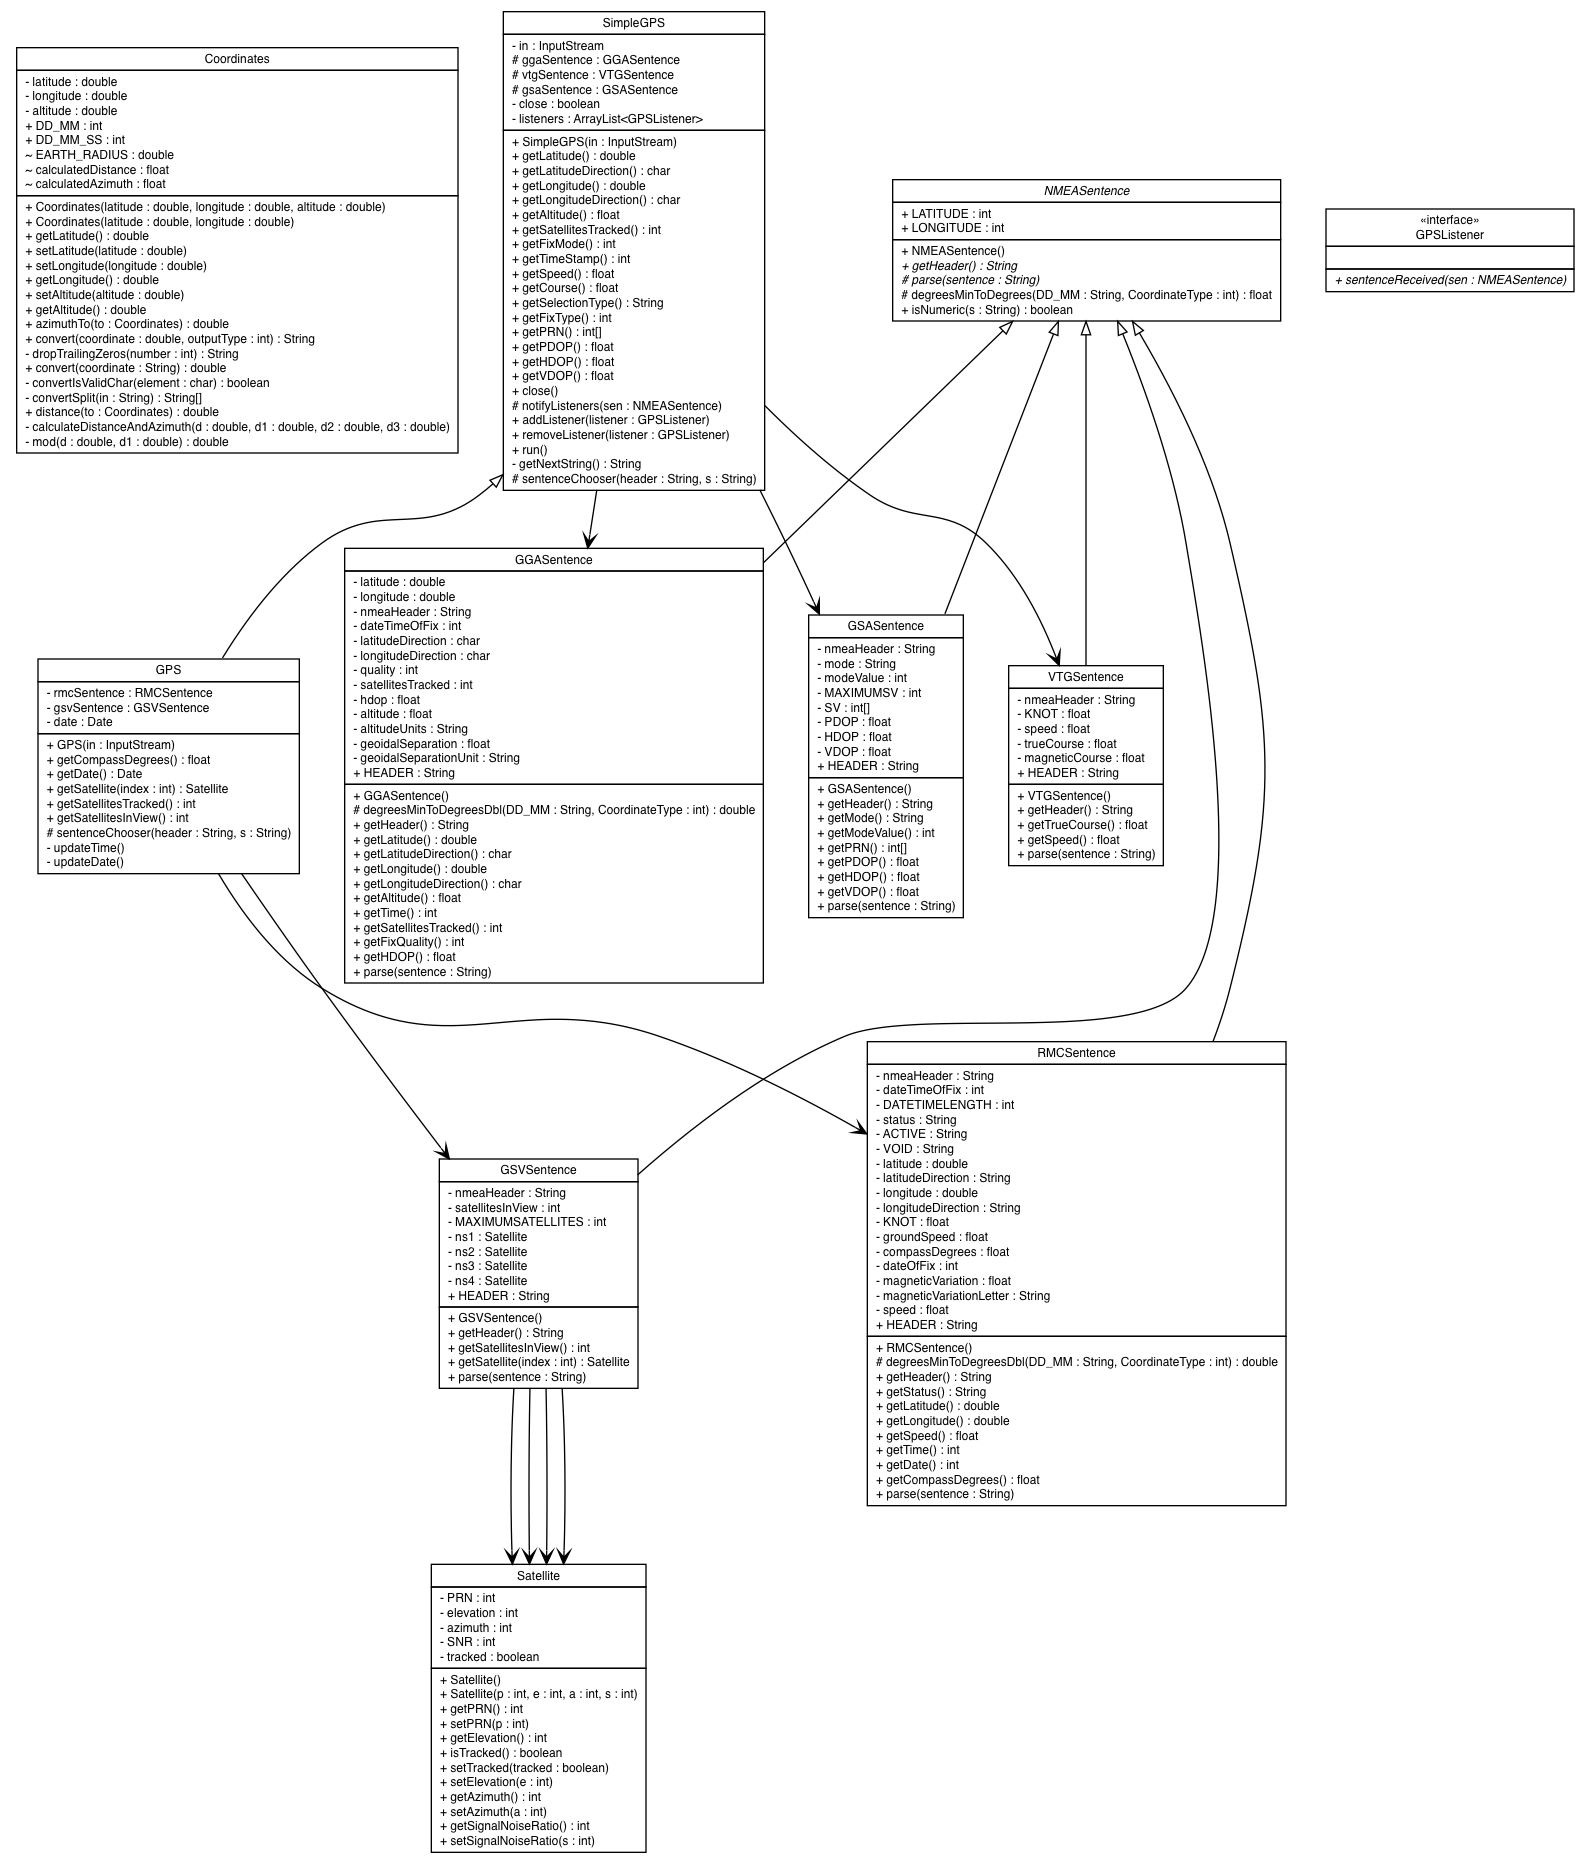 SimpleGPS
- in : InputStream
# ggaSentence : GGASentence
# vtgSentence : VTGSentence
# gsaSentence : GSASentence
- close : boolean
- listeners : ArrayList<GPSListener>
+ SimpleGPS(in : InputStream)
+ getLatitude() : double
+ getLatitudeDirection() : char
+ getLongitude() : double
+ getLongitudeDirection() : char
+ getAltitude() : float
+ getSatellitesTracked() : int
+ getFixMode() : int
+ getTimeStamp() : int
+ getSpeed() : float
+ getCourse() : float
+ getSelectionType() : String
+ getFixType() : int
+ getPRN() : int[]
+ getPDOP() : float
+ getHDOP() : float
+ getVDOP() : float
+ close()
# notifyListeners(sen : NMEASentence)
+ addListener(listener : GPSListener)
+ removeListener(listener : GPSListener)
+ run()
- getNextString() : String
# sentenceChooser(header : String, s : String)
Coordinates
- latitude : double
- longitude : double
- altitude : double
+ DD_MM : int
+ DD_MM_SS : int
~ EARTH_RADIUS : double
~ calculatedDistance : float
~ calculatedAzimuth : float
+ Coordinates(latitude : double, longitude : double, altitude : double)
+ Coordinates(latitude : double, longitude : double)
+ getLatitude() : double
+ setLatitude(latitude : double)
+ setLongitude(longitude : double)
+ getLongitude() : double
+ setAltitude(altitude : double)
+ getAltitude() : double
+ azimuthTo(to : Coordinates) : double
+ convert(coordinate : double, outputType : int) : String
- dropTrailingZeros(number : int) : String
+ convert(coordinate : String) : double
- convertIsValidChar(element : char) : boolean
- convertSplit(in : String) : String[]
+ distance(to : Coordinates) : double
- calculateDistanceAndAzimuth(d : double, d1 : double, d2 : double, d3 : double)
- mod(d : double, d1 : double) : double
NMEASentence
+ LATITUDE : int
+ LONGITUDE : int
+ NMEASentence()
+ getHeader() : String
# parse(sentence : String)
# degreesMinToDegrees(DD_MM : String, CoordinateType : int) : float
+ isNumeric(s : String) : boolean
«interface»
GPSListener
+ sentenceReceived(sen : NMEASentence)
GGASentence
- latitude : double
- longitude : double
- nmeaHeader : String
- dateTimeOfFix : int
- latitudeDirection : char
- longitudeDirection : char
- quality : int
- satellitesTracked : int
- hdop : float
- altitude : float
- altitudeUnits : String
- geoidalSeparation : float
- geoidalSeparationUnit : String
+ HEADER : String
+ GGASentence()
# degreesMinToDegreesDbl(DD_MM : String, CoordinateType : int) : double
+ getHeader() : String
+ getLatitude() : double
+ getLatitudeDirection() : char
+ getLongitude() : double
+ getLongitudeDirection() : char
+ getAltitude() : float
+ getTime() : int
+ getSatellitesTracked() : int
+ getFixQuality() : int
+ getHDOP() : float
+ parse(sentence : String)
GSASentence
- nmeaHeader : String
- mode : String
- modeValue : int
- MAXIMUMSV : int
- SV : int[]
- PDOP : float
- HDOP : float
- VDOP : float
+ HEADER : String
+ GSASentence()
+ getHeader() : String
+ getMode() : String
+ getModeValue() : int
+ getPRN() : int[]
+ getPDOP() : float
+ getHDOP() : float
+ getVDOP() : float
+ parse(sentence : String)
VTGSentence
- nmeaHeader : String
- KNOT : float
- speed : float
- trueCourse : float
- magneticCourse : float
+ HEADER : String
+ VTGSentence()
+ getHeader() : String
+ getTrueCourse() : float
+ getSpeed() : float
+ parse(sentence : String)
GPS
- rmcSentence : RMCSentence
- gsvSentence : GSVSentence
- date : Date
+ GPS(in : InputStream)
+ getCompassDegrees() : float
+ getDate() : Date
+ getSatellite(index : int) : Satellite
+ getSatellitesTracked() : int
+ getSatellitesInView() : int
# sentenceChooser(header : String, s : String)
- updateTime()
- updateDate()
RMCSentence
- nmeaHeader : String
- dateTimeOfFix : int
- DATETIMELENGTH : int
- status : String
- ACTIVE : String
- VOID : String
- latitude : double
- latitudeDirection : String
- longitude : double
- longitudeDirection : String
- KNOT : float
- groundSpeed : float
- compassDegrees : float
- dateOfFix : int
- magneticVariation : float
- magneticVariationLetter : String
- speed : float
+ HEADER : String
+ RMCSentence()
# degreesMinToDegreesDbl(DD_MM : String, CoordinateType : int) : double
+ getHeader() : String
+ getStatus() : String
+ getLatitude() : double
+ getLongitude() : double
+ getSpeed() : float
+ getTime() : int
+ getDate() : int
+ getCompassDegrees() : float
+ parse(sentence : String)
GSVSentence
- nmeaHeader : String
- satellitesInView : int
- MAXIMUMSATELLITES : int
- ns1 : Satellite
- ns2 : Satellite
- ns3 : Satellite
- ns4 : Satellite
+ HEADER : String
+ GSVSentence()
+ getHeader() : String
+ getSatellitesInView() : int
+ getSatellite(index : int) : Satellite
+ parse(sentence : String)
Satellite
- PRN : int
- elevation : int
- azimuth : int
- SNR : int
- tracked : boolean
+ Satellite()
+ Satellite(p : int, e : int, a : int, s : int)
+ getPRN() : int
+ setPRN(p : int)
+ getElevation() : int
+ isTracked() : boolean
+ setTracked(tracked : boolean)
+ setElevation(e : int)
+ getAzimuth() : int
+ setAzimuth(a : int)
+ getSignalNoiseRatio() : int
+ setSignalNoiseRatio(s : int)